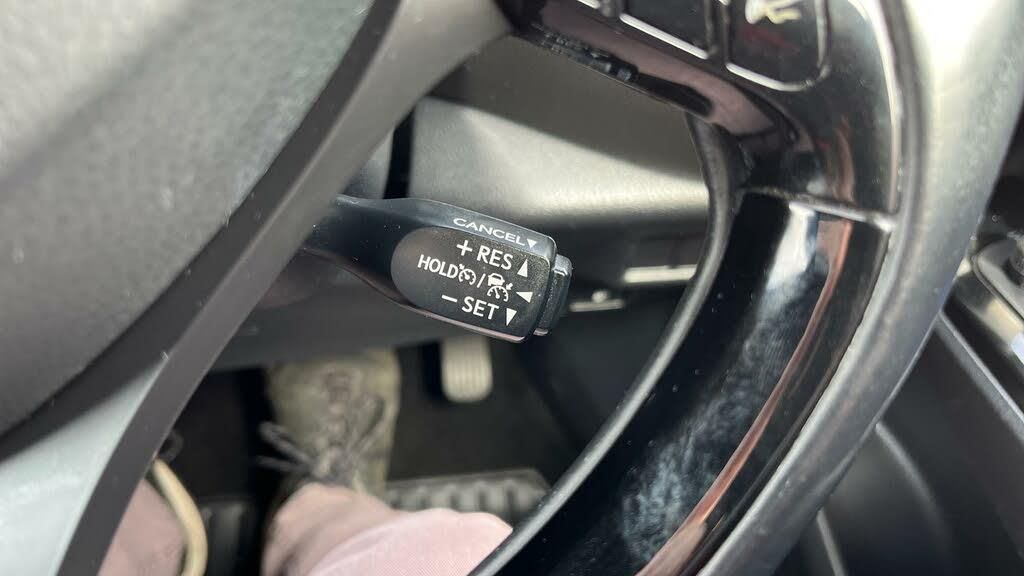 CANCEL▼
+ RES ▲
HOLD /
- SET ▼